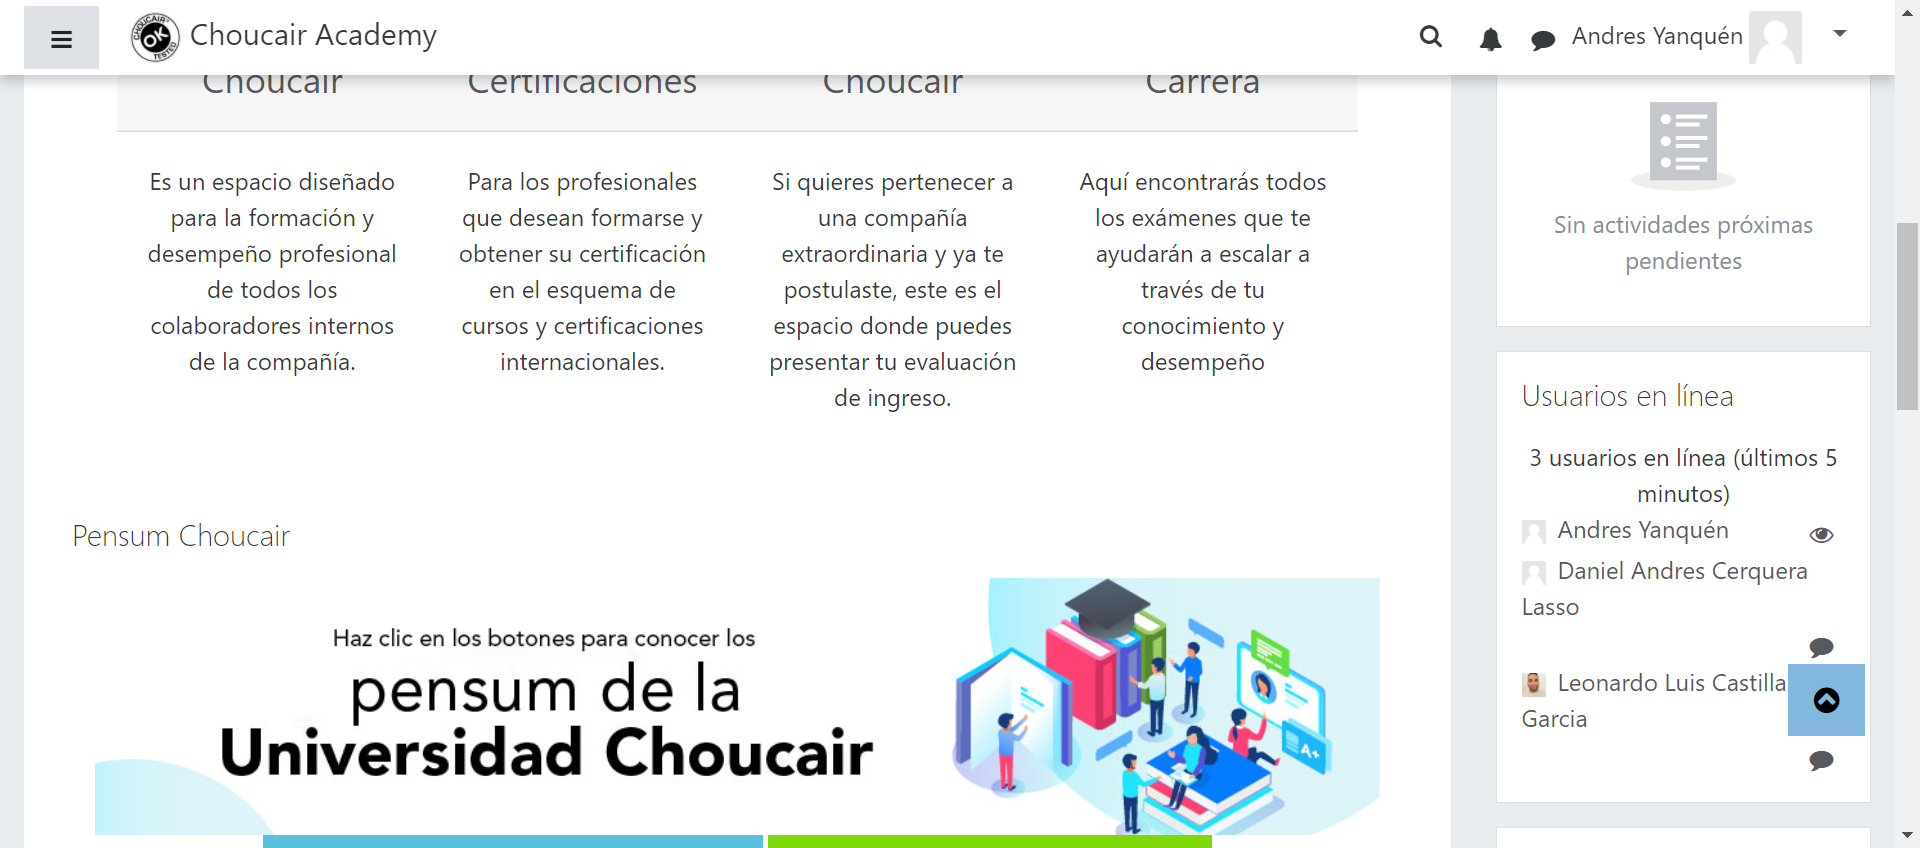 Choucair Academy
Andres Yanquén
Choucair
Certificaciones
Choucair
Carrera
Es un espacio diseñado
para la formación y
desempeño profesional
de todos los
colaboradores internos
de la compañía.
Para los profesionales
que desean formarse y
obtener su certificación
en el esquema de
cursos y certificaciones
internacionales.
Si quieres pertenecer a
una compañía
extraordinaria y ya te
postulaste, este es el
espacio donde puedes
presentar tu evaluación
de ingreso.
Aquí encontrarás todos
los exámenes que te
ayudarán a escalar a
través de tu
conocimiento y
desempeño
Pensum Choucair
Haz clic en los botones para conocer los
pensum de la
Universidad Choucair
A+
Sin actividades próximas
pendientes
Usuarios en línea
3 usuarios en línea (últimos 5
minutos)
Andres Yanquén
Daniel Andres Cerquera
Lasso
Leonardo Luis Castilla
Garcia
CHOUCAIR
OK
TESTED